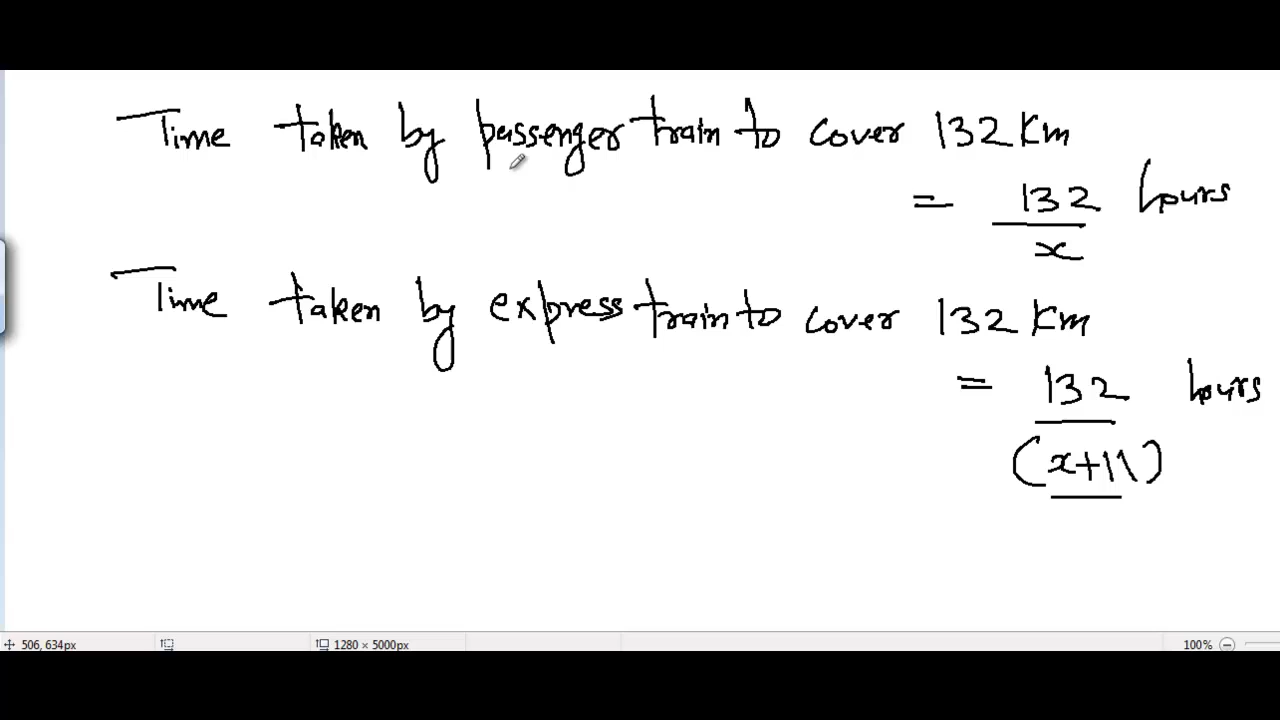 Time taken by passenger train to cover 132 Km
= 132 hours
x
Time taken by express train to cover 132 Km
= 132 hours
(x+11)
506, 634px 1280 × 5000px 100%